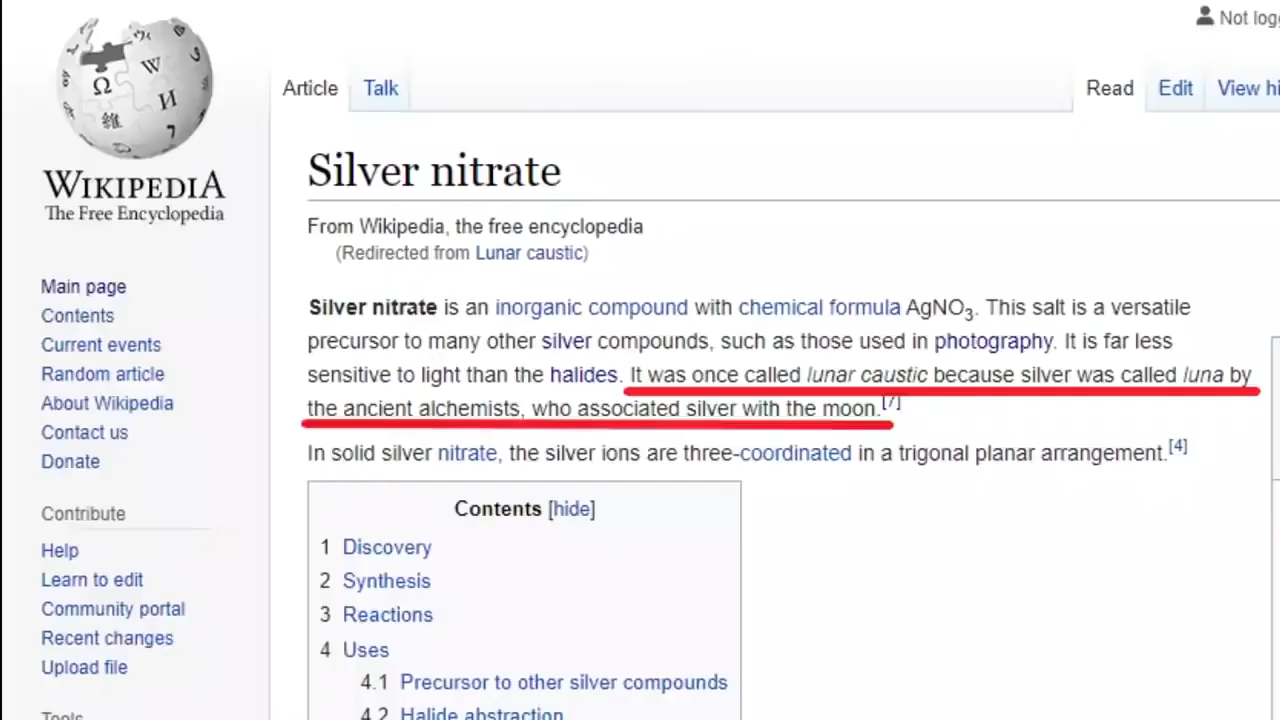 Not log
Article
Talk
Read
Edit
View hi
WIKIPEDIA
The Free Encyclopedia
Silver nitrate
From Wikipedia, the free encyclopedia
(Redirected from Lunar caustic)
Main page
Contents
Current events
Random article
About Wikipedia
Contact us
Donate
Contribute
Help
Learn to edit
Community portal
Recent changes
Upload file
Tools
Silver nitrate is an inorganic compound with chemical formula AgNO₃. This salt is a versatile
precursor to many other silver compounds, such as those used in photography. It is far less
sensitive to light than the halides. It was once called lunar caustic because silver was called luna by
the ancient alchemists, who associated silver with the moon.[7]
In solid silver nitrate, the silver ions are three-coordinated in a trigonal planar arrangement.[4]
Contents [hide]
1 Discovery
2 Synthesis
3 Reactions
4 Uses
4.1 Precursor to other silver compounds
4.2 Halide abstraction